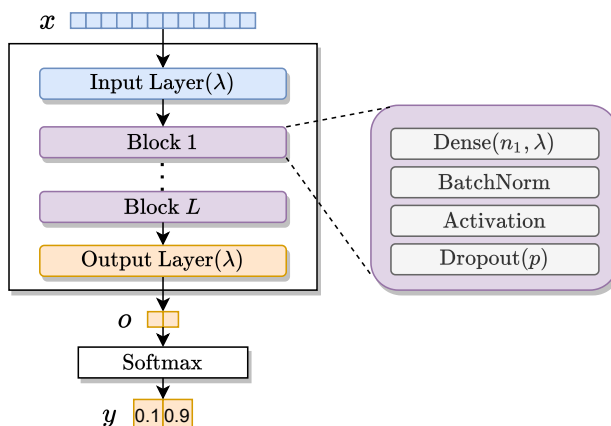 x
Input Layer(λ)
Block 1
Block L
Output Layer(λ)
o
Softmax
y 0.1 0.9
Dense(n₁, λ)
BatchNorm
Activation
Dropout(p)